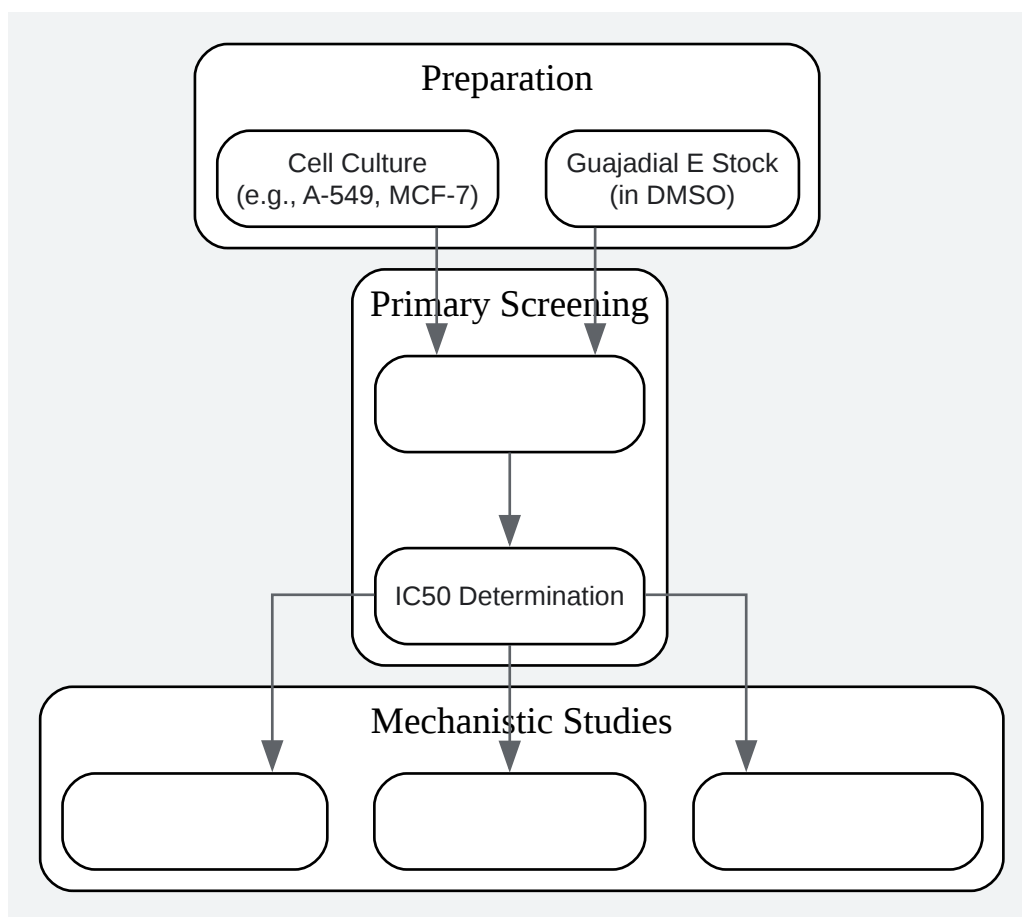 Preparation
Cell Culture
(e.g., A-549, MCF-7)
Guajadial E Stock
(in DMSO)
Primary Screening
IC50 Determination
Mechanistic Studies